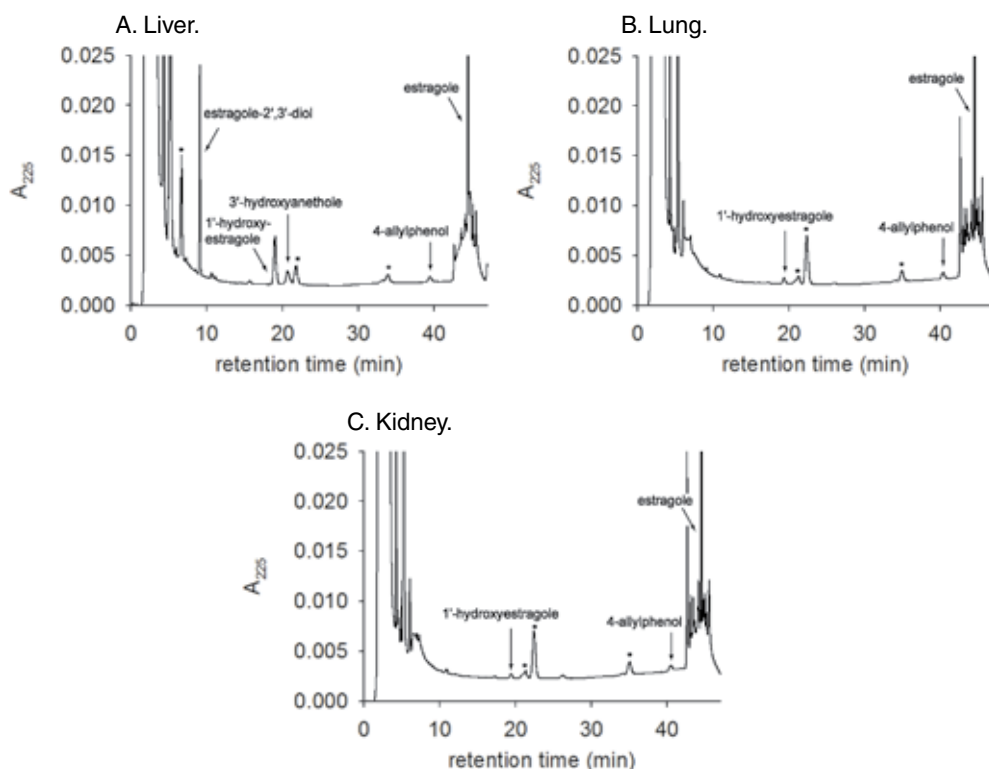 A. Liver.
0.025
0.020
0.015
0.010
0.005
0.000
A225
estragole
estragole-2',3'-diol
*
3'-hydroxyanethole
1'-hydroxy-
estragole
*
4-allylphenol
*
0 10 20 30 40
retention time (min)
B. Lung.
0.025
0.020
0.015
0.010
0.005
0.000
A225
estragole
1'-hydroxyestragole
*
4-allylphenol
*
*
0 10 20 30 40
retention time (min)
C. Kidney.
0.025
0.020
0.015
0.010
0.005
0.000
A225
estragole
1'-hydroxyestragole
4-allylphenol
*
*
*
0 10 20 30 40
retention time (min)